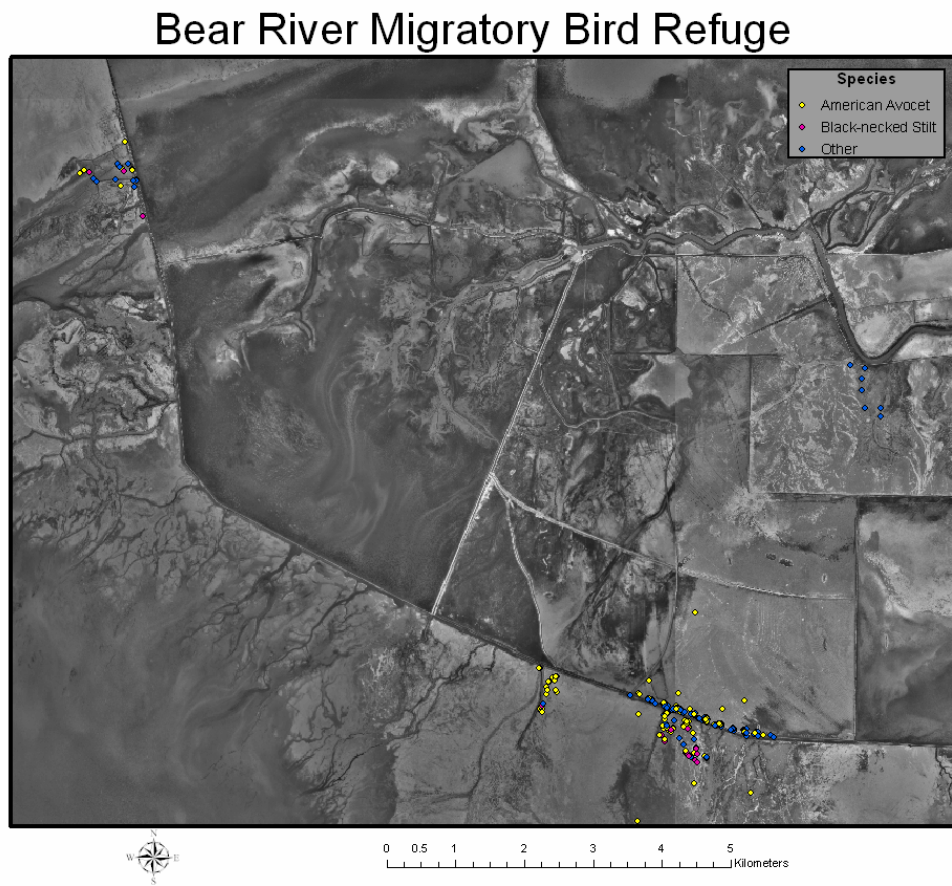 Bear River Migratory Bird Refuge
Species
American Avocet
Black-necked Stilt
Other
N
W E
S
0 0.5 1 2 3 4 5
Kilometers